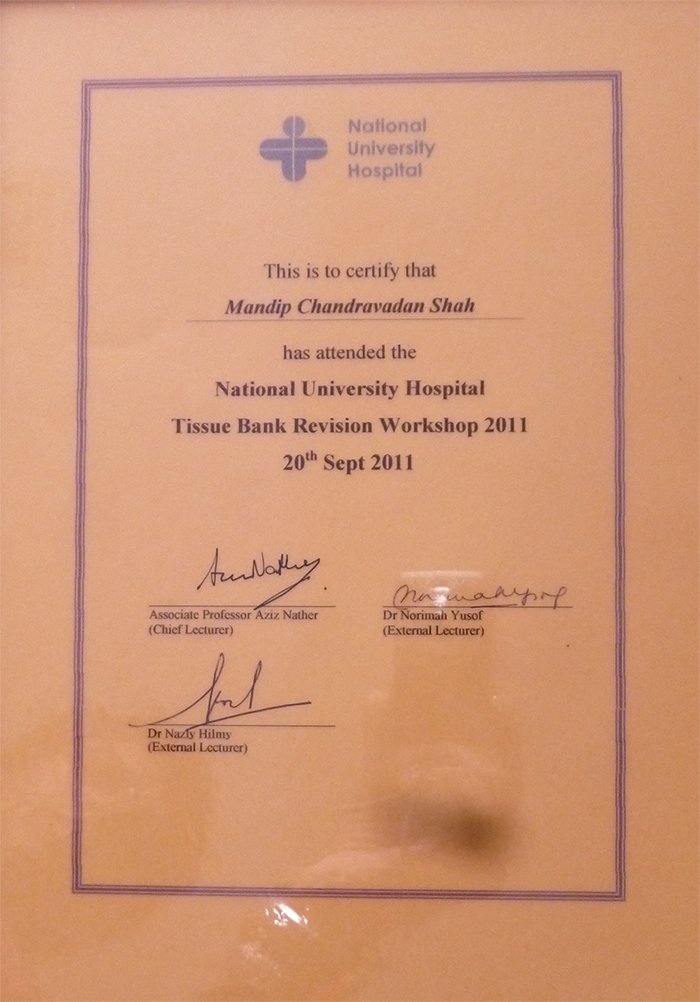 National
University
Hospital
This is to certify that
Mandip Chandravadan Shah
has attended the
National University Hospital
Tissue Bank Revision Workshop 2011
20th Sept 2011
Associate Professor Aziz Nather
(Chief Lecturer)
Dr Norimah Yusof
(External Lecturer)
Dr Nazly Hilmy
(External Lecturer)